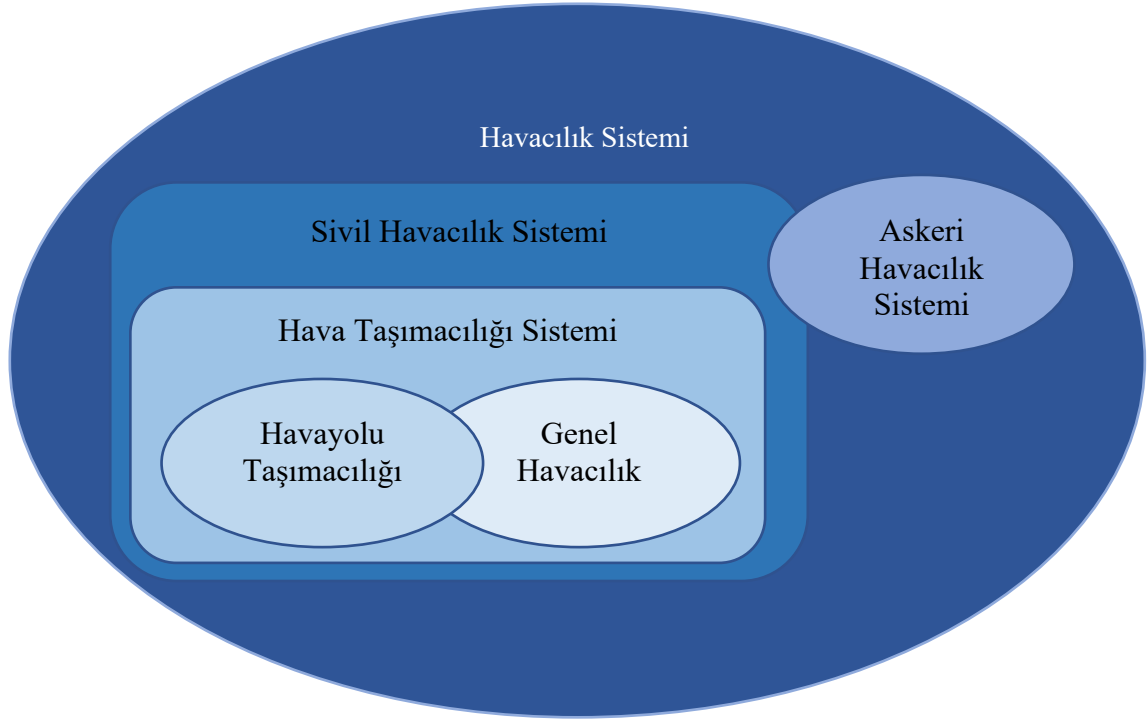 Havacılık Sistemi
Sivil Havacılık Sistemi
Askeri
Havacılık
Sistemi
Hava Taşımacılığı Sistemi
Havayolu
Taşımacılığı
Genel
Havacılık